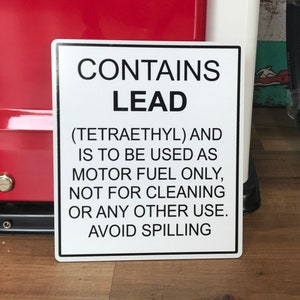 CONTAINS
LEAD
(TETRAETHYL) AND
IS TO BE USED AS
MOTOR FUEL ONLY,
NOT FOR CLEANING
OR ANY OTHER USE.
AVOID SPILLING